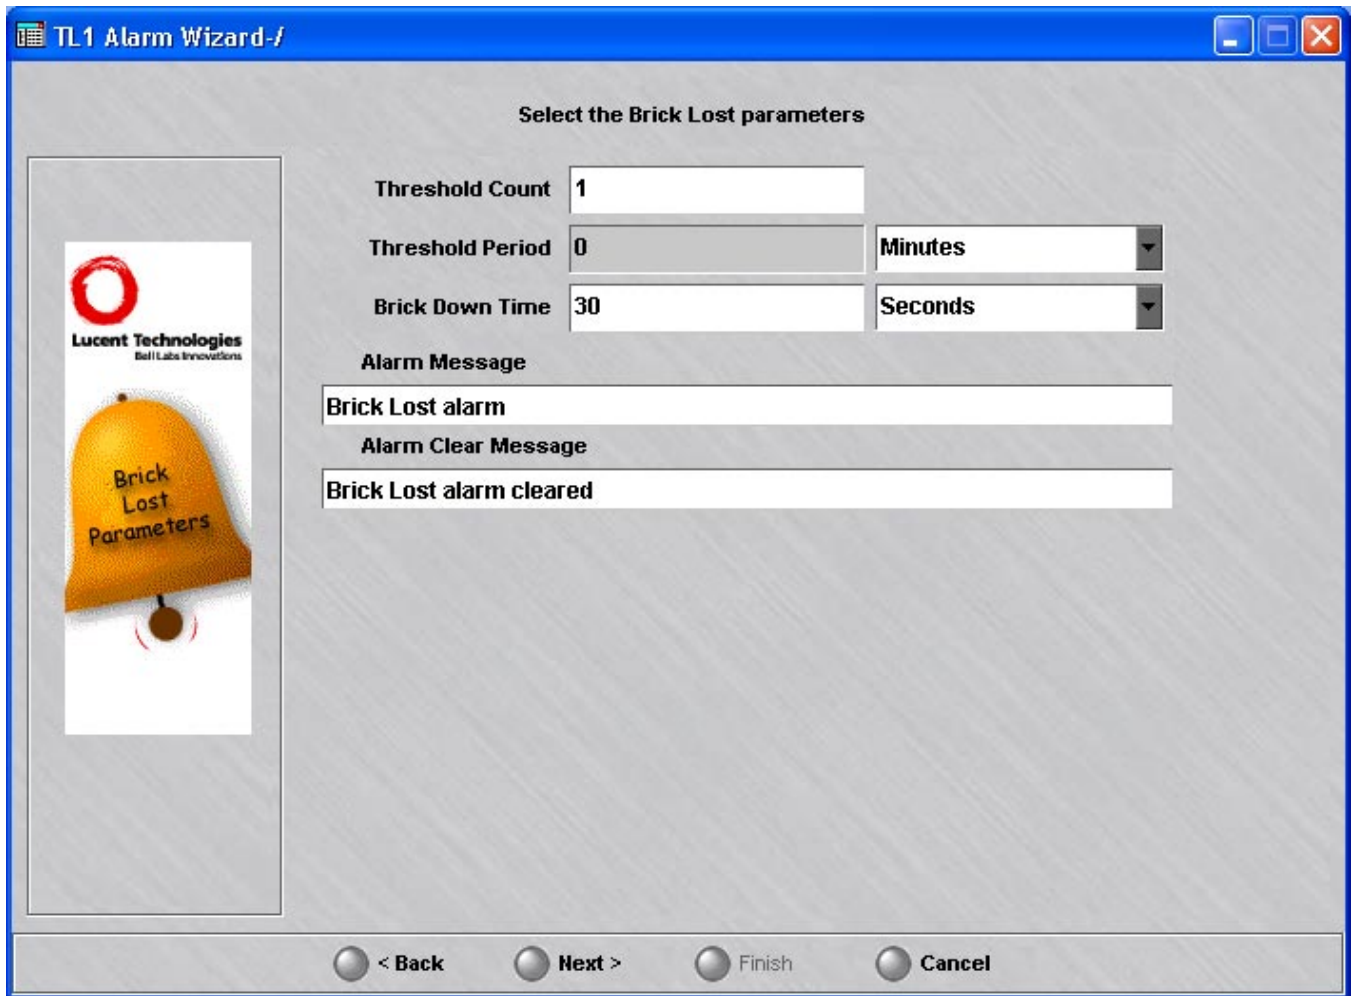 TL1 Alarm Wizard-/
Select the Brick Lost parameters
Threshold Count 1
Threshold Period 0 Minutes
Brick Down Time 30 Seconds
Alarm Message
Brick Lost alarm
Alarm Clear Message
Brick Lost alarm cleared
Lucent Technologies
Bell Labs Innovations
Brick
Lost
Parameters
< Back Next > Finish Cancel